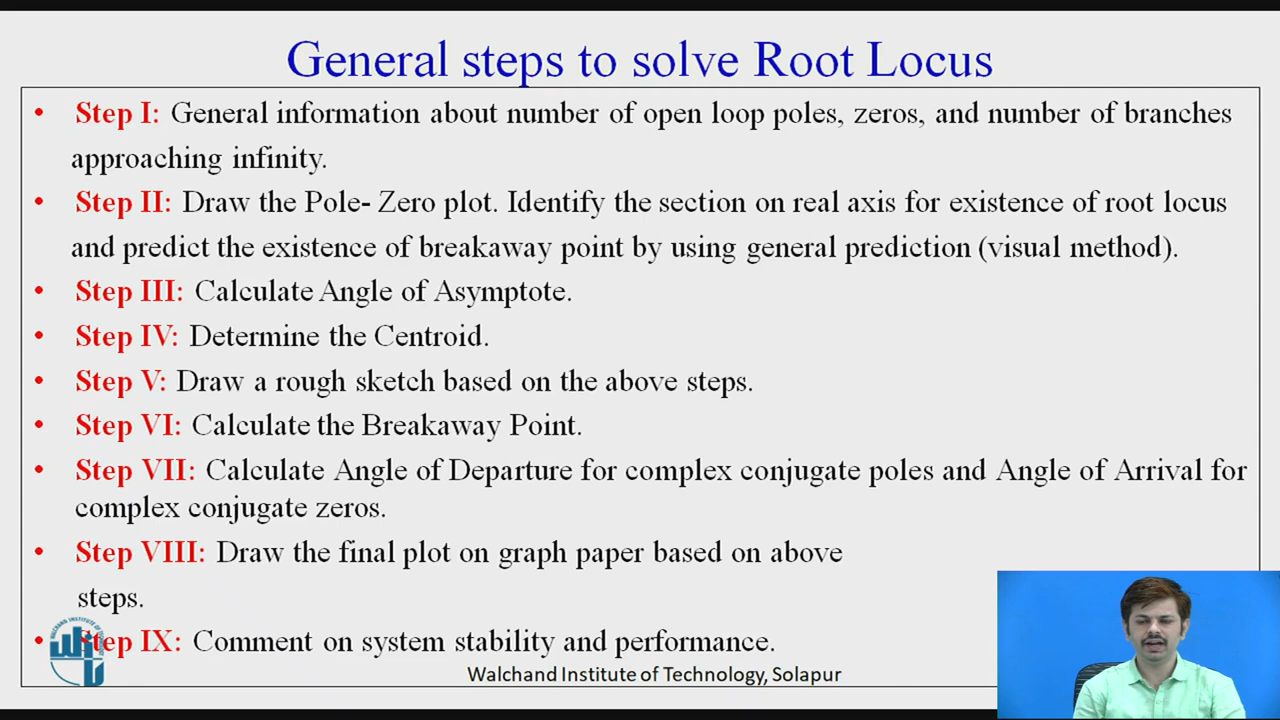 General steps to solve Root Locus
• Step I: General information about number of open loop poles, zeros, and number of branches
approaching infinity.
• Step II: Draw the Pole- Zero plot. Identify the section on real axis for existence of root locus
and predict the existence of breakaway point by using general prediction (visual method).
• Step III: Calculate Angle of Asymptote.
• Step IV: Determine the Centroid.
• Step V: Draw a rough sketch based on the above steps.
• Step VI: Calculate the Breakaway Point.
• Step VII: Calculate Angle of Departure for complex conjugate poles and Angle of Arrival for
complex conjugate zeros.
• Step VIII: Draw the final plot on graph paper based on above
steps.
• Step IX: Comment on system stability and performance.
Walchand Institute of Technology, Solapur